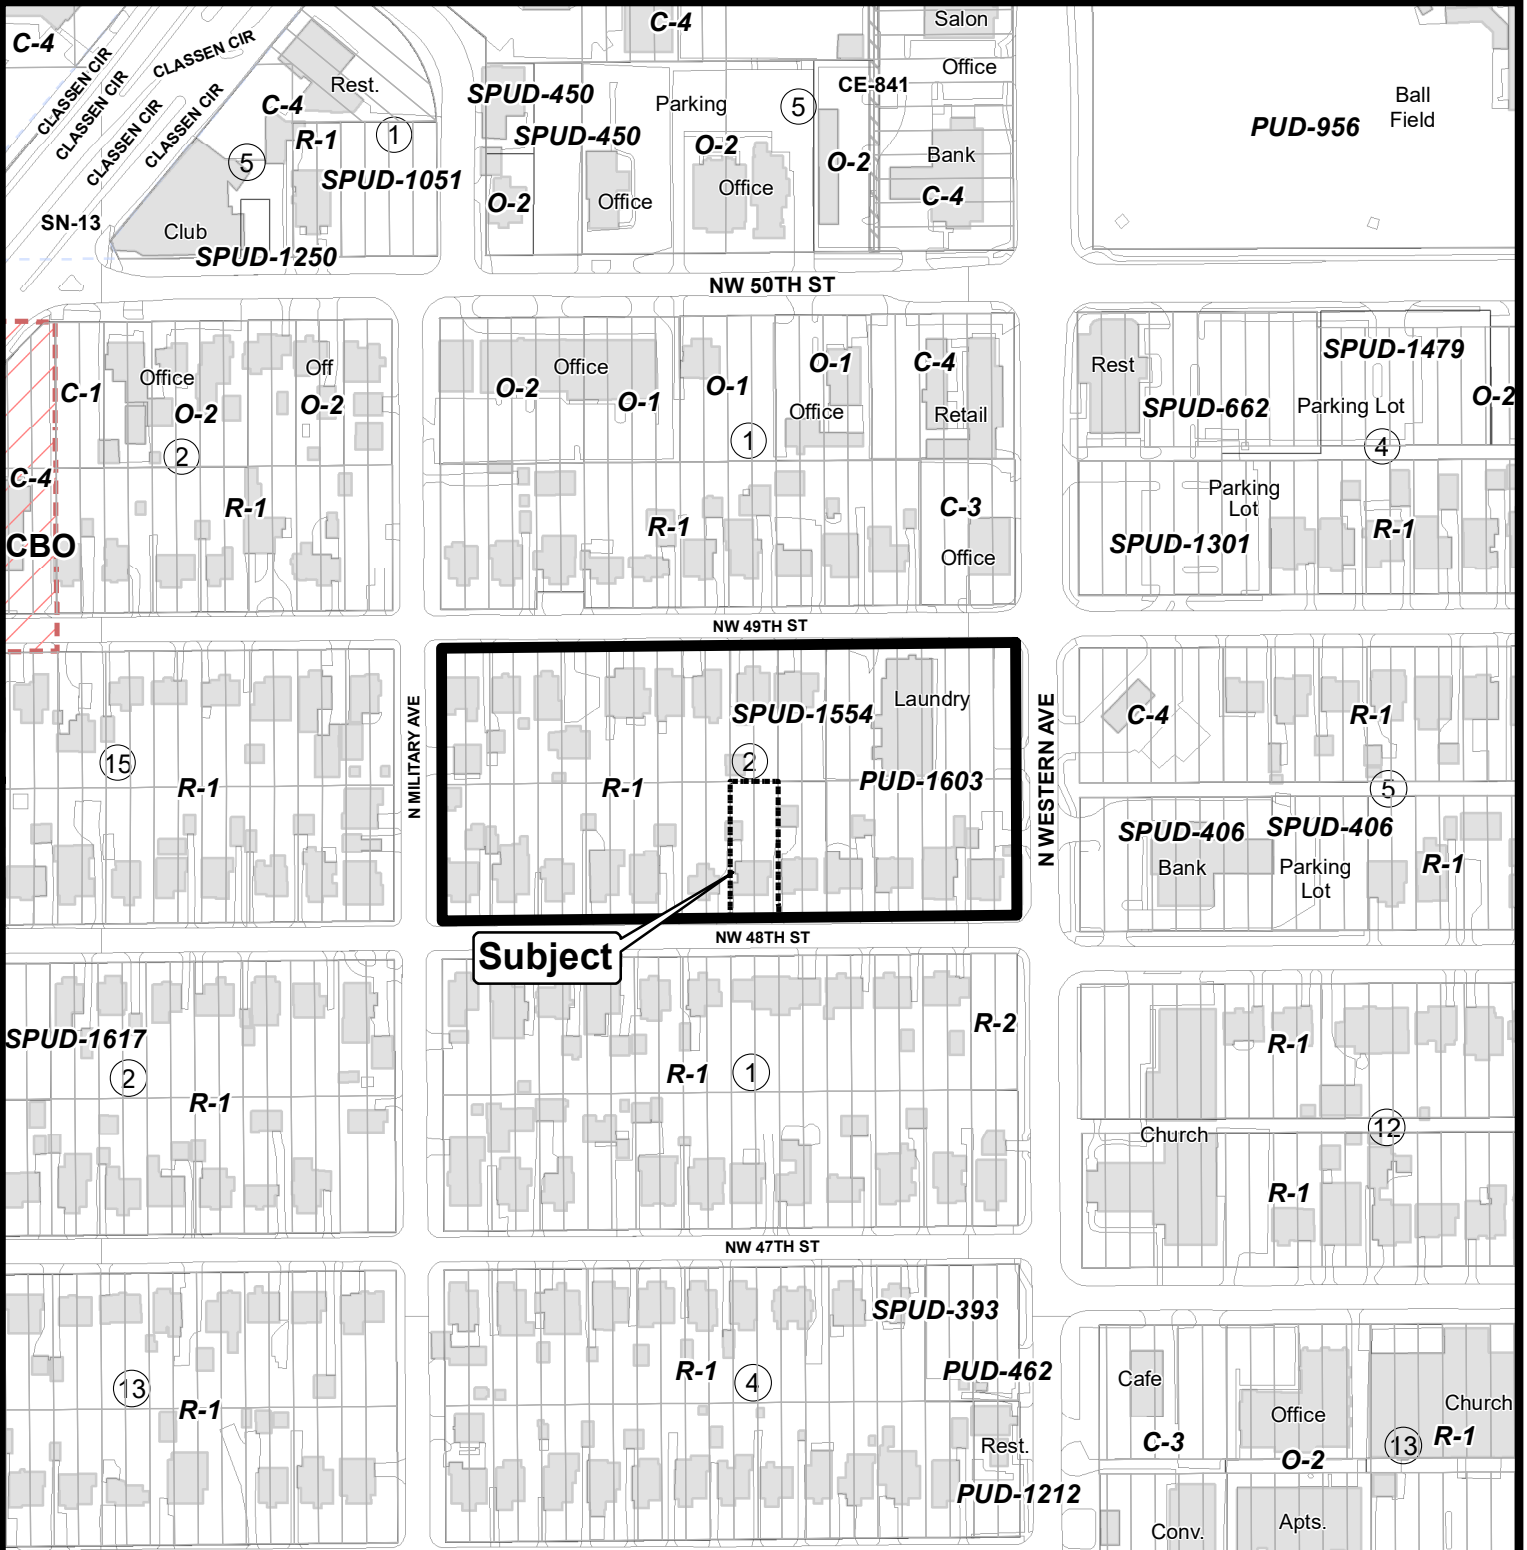 C-4
CLASSEN CIR
CLASSEN CIR
CLASSEN CIR
CLASSEN CIR
CLASSEN CIR
SN-13
Rest.
C-4
R-1
1
5
SPUD-1051
Club
SPUD-1250
C-4
Salon
Office
SPUD-450
SPUD-450
Parking
5
CE-841
O-2
O-2
Office
Office
O-2
Bank
C-4
PUD-956
Ball
Field
NW 50TH ST
C-1
Office
O-2
Off
O-2
2
C-4
R-1
CBO
Office
O-2
O-1
O-1
O-1
Office
1
C-4
Retail
R-1
C-3
Office
Rest
SPUD-662
SPUD-1479
Parking Lot
O-2
4
Parking
Lot
SPUD-1301
R-1
NW 49TH ST
N MILITARY AVE
N WESTERN AVE
15
R-1
R-1
SPUD-1554
2
Laundry
PUD-1603
C-4
R-1
5
SPUD-406
SPUD-406
Bank
Parking
Lot
R-1
Subject
NW 48TH ST
SPUD-1617
2
R-1
R-1
1
R-2
R-1
Church
12
R-1
NW 47TH ST
13
R-1
R-1
4
SPUD-393
PUD-462
Rest.
PUD-1212
Cafe
C-3
Office
O-2
Church
13
R-1
Conv.
Apts.